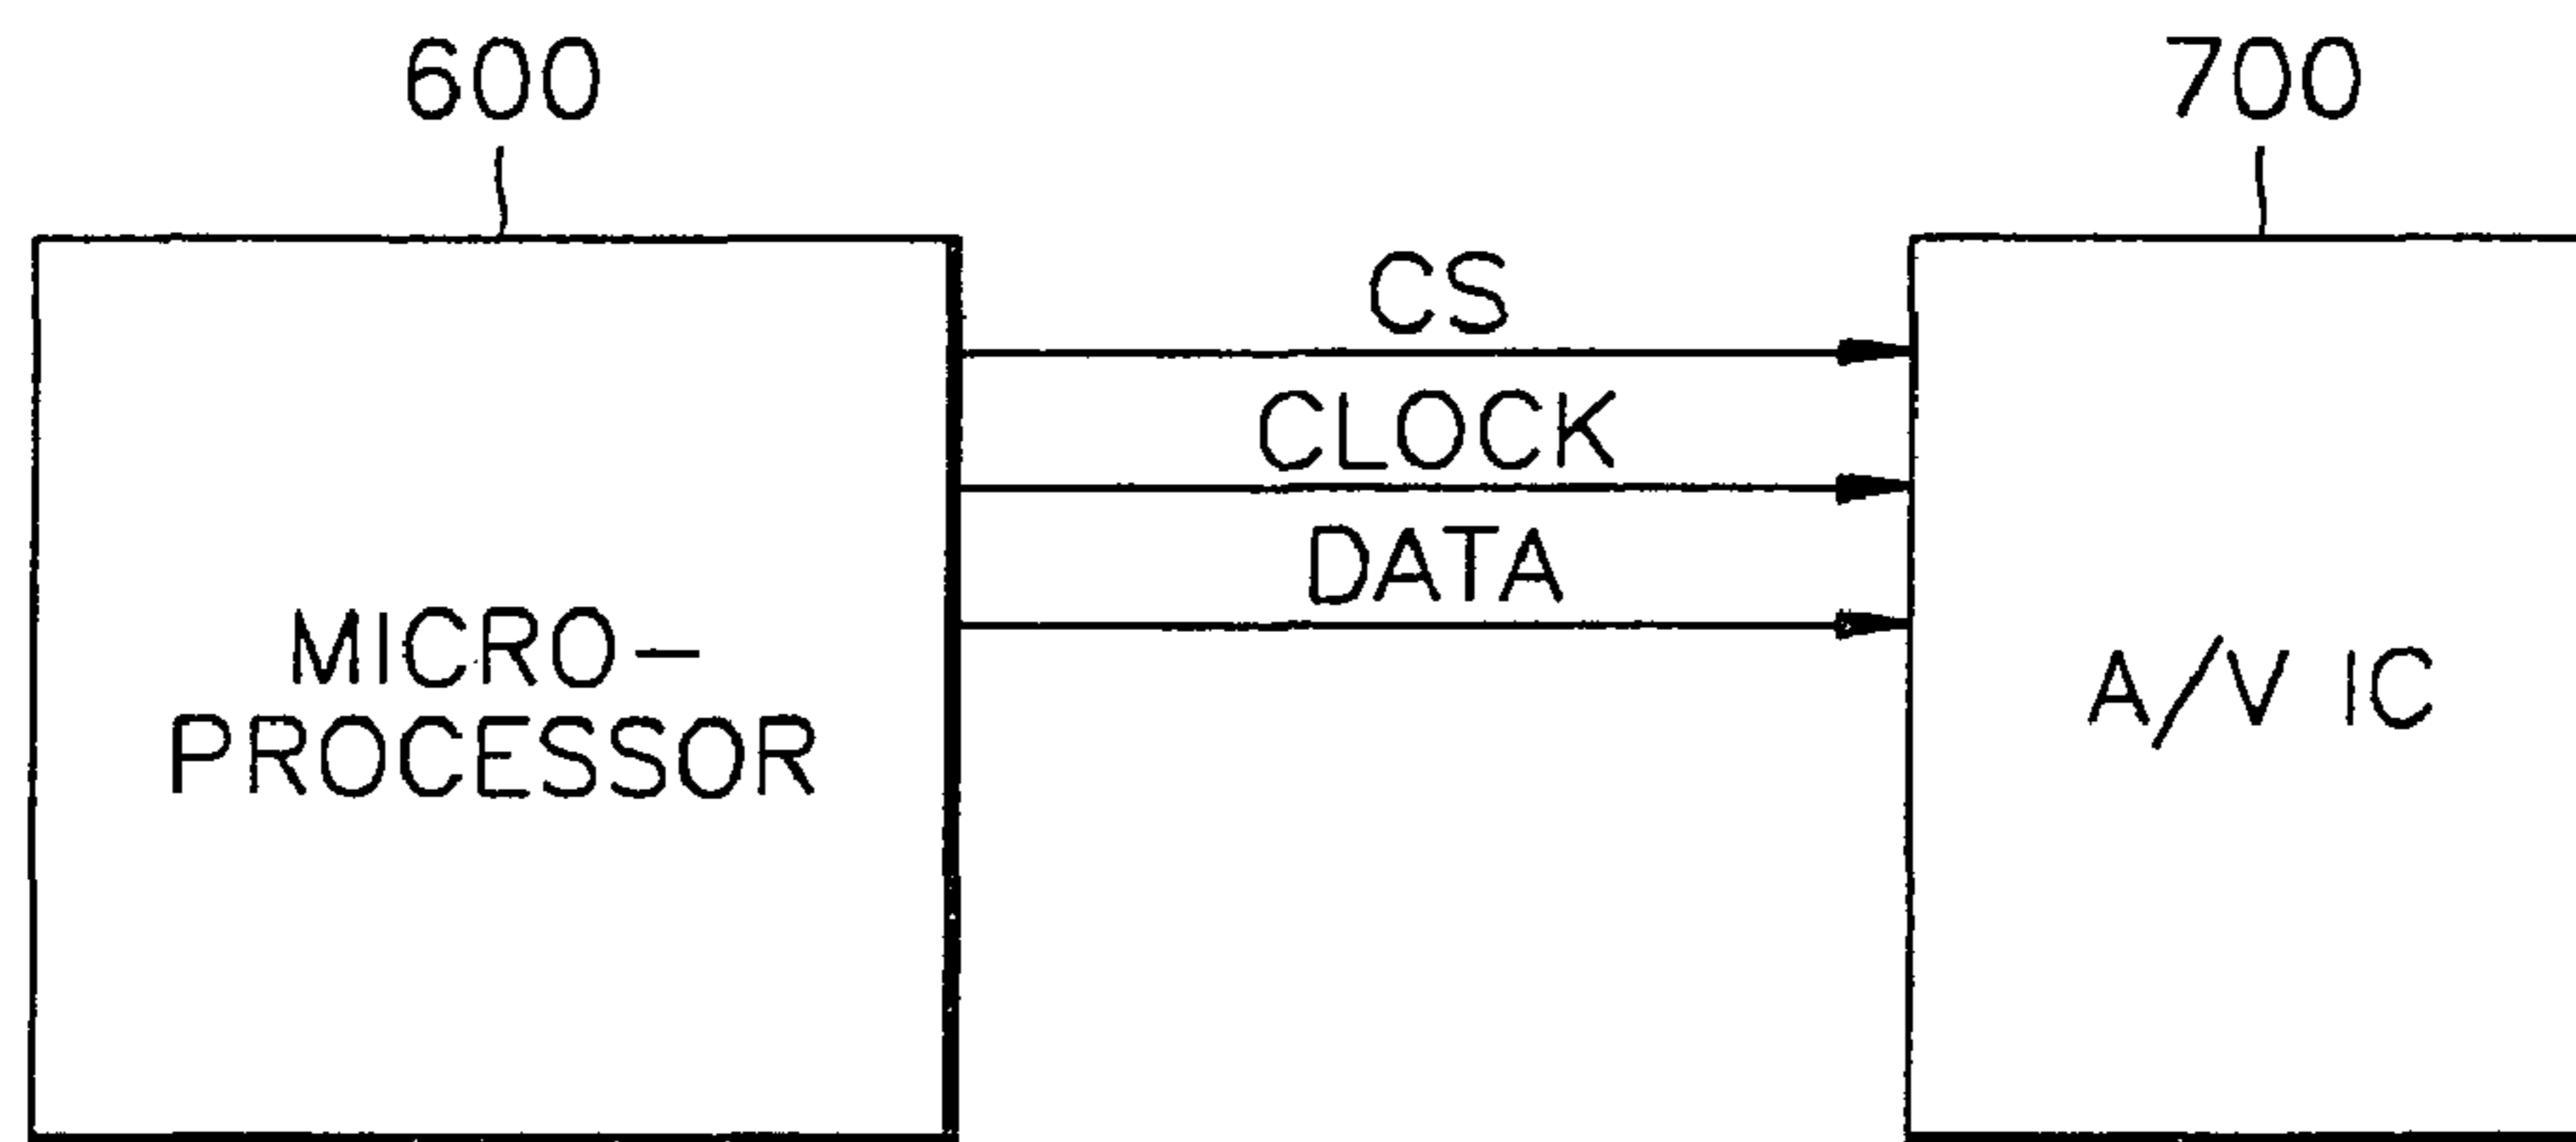 600
700
CS
CLOCK
DATA
MICRO-
PROCESSOR
A/V IC